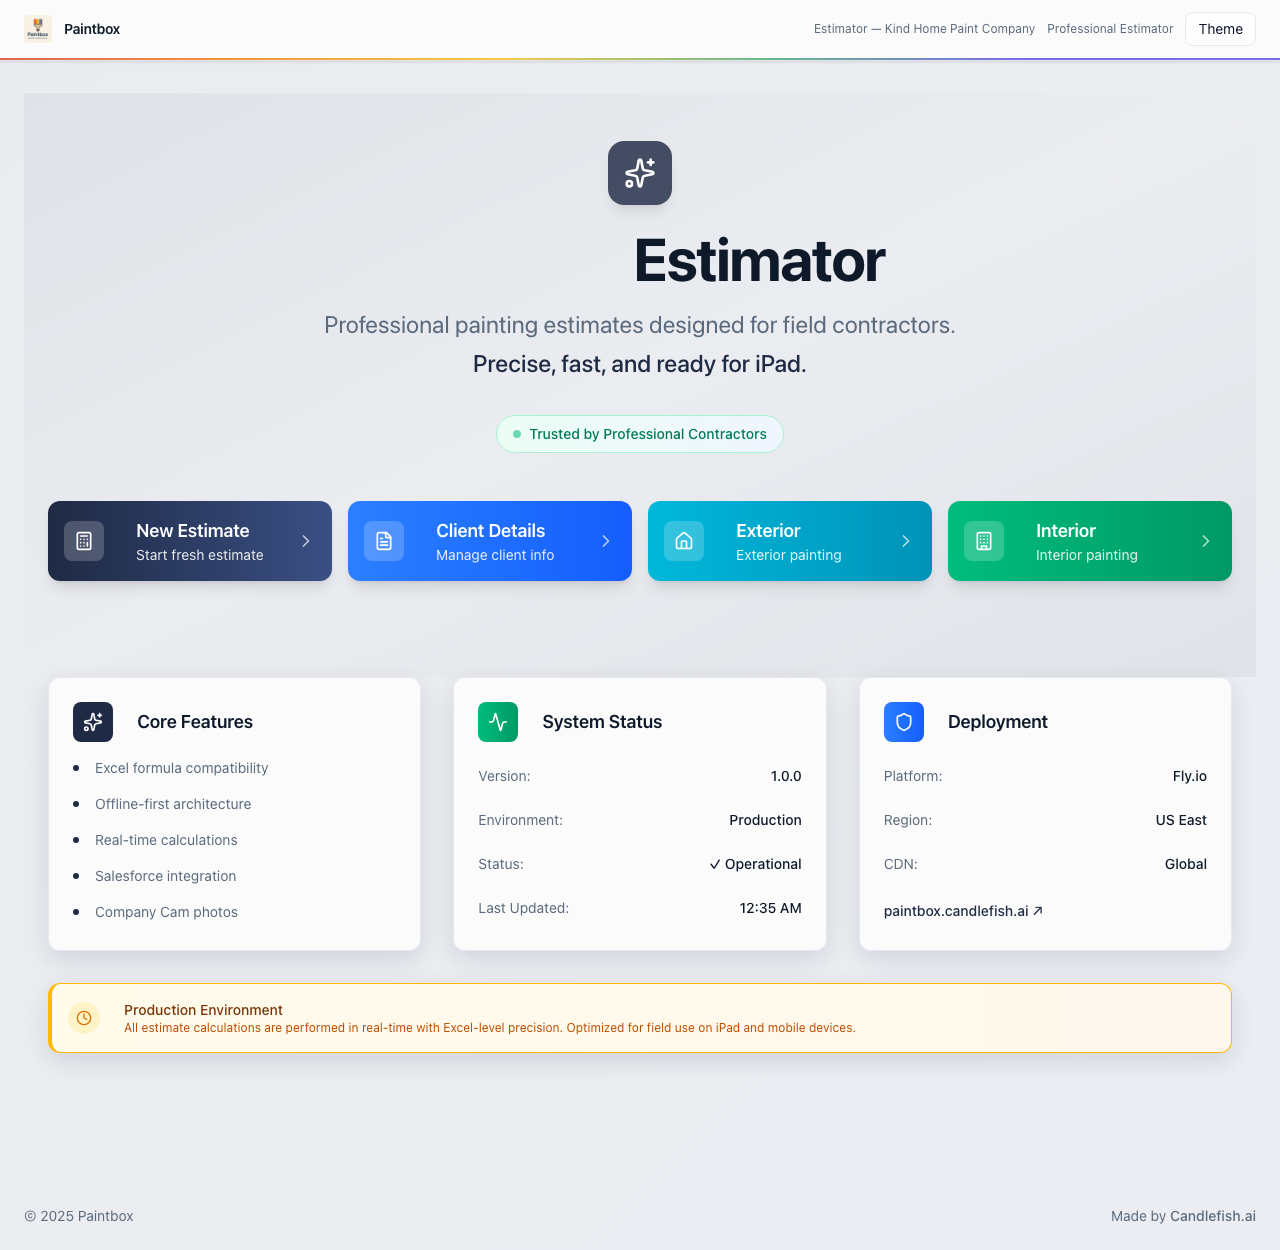 Paintbox
Paintbox
Estimator — Kind Home Paint Company
Professional Estimator
Theme
Estimator
Professional painting estimates designed for field contractors.
Precise, fast, and ready for iPad.
Trusted by Professional Contractors
New Estimate
Start fresh estimate
Client Details
Manage client info
Exterior
Exterior painting
Interior
Interior painting
Core Features
Excel formula compatibility
Offline-first architecture
Real-time calculations
Salesforce integration
Company Cam photos
System Status
Version: 1.0.0
Environment: Production
Status: ✓ Operational
Last Updated: 12:35 AM
Deployment
Platform: Fly.io
Region: US East
CDN: Global
paintbox.candlefish.ai ↗
Production Environment
All estimate calculations are performed in real-time with Excel-level precision. Optimized for field use on iPad and mobile devices.
© 2025 Paintbox
Made by Candlefish.ai